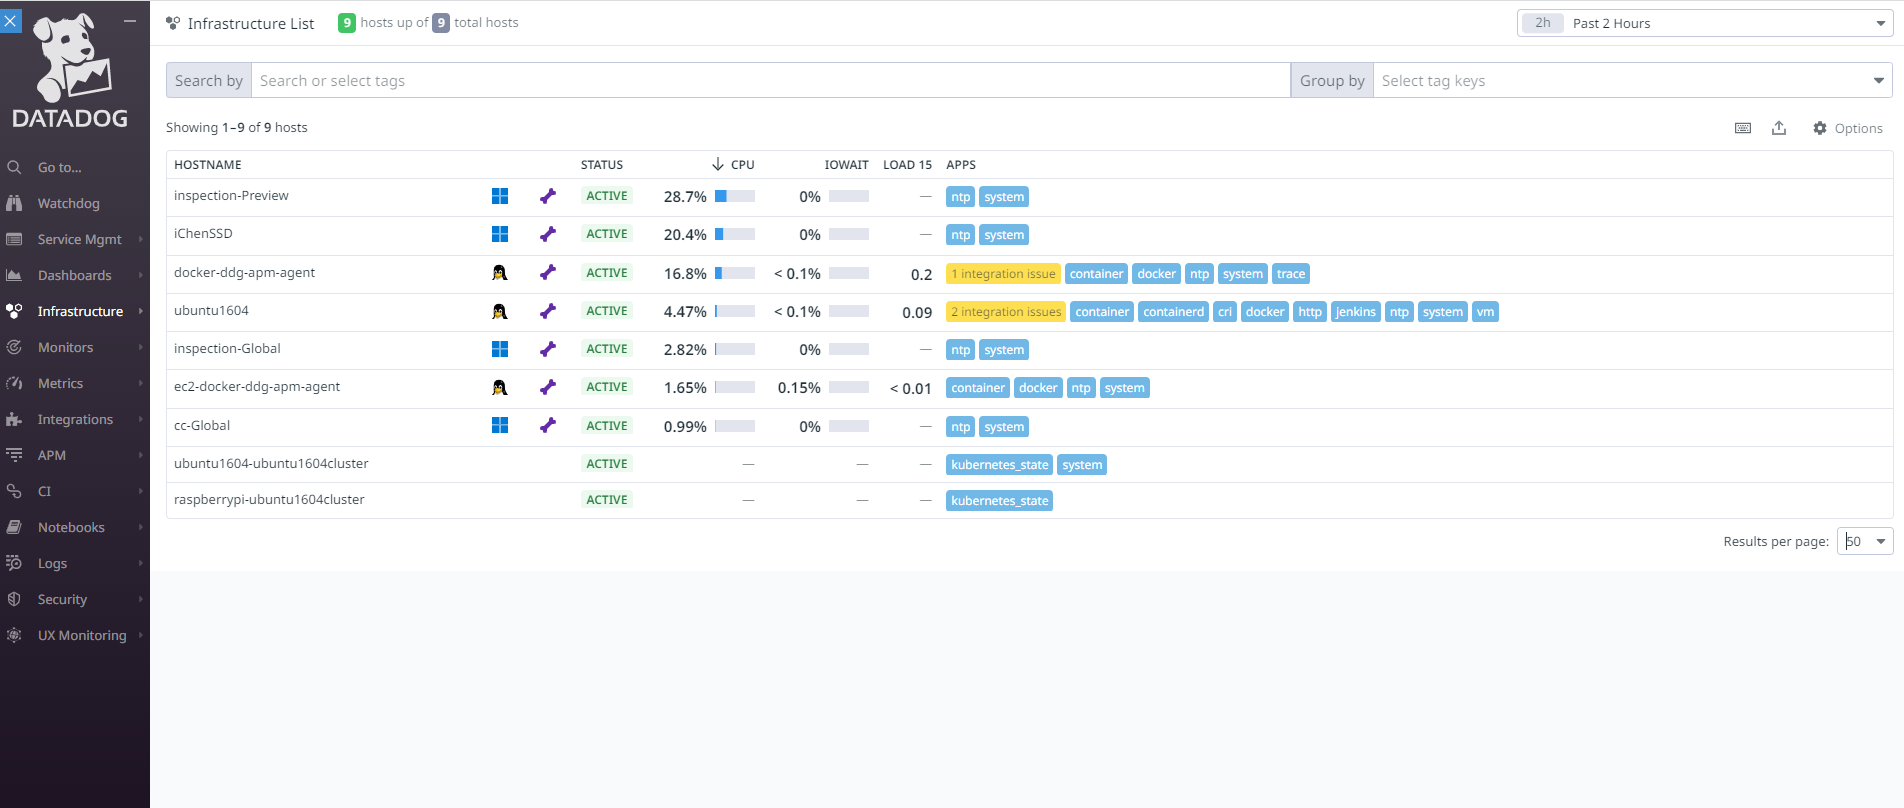 DATADOG
Go to...
Watchdog
Service Mgmt
Dashboards
Infrastructure
Monitors
Metrics
Integrations
APM
CI
Notebooks
Logs
Security
UX Monitoring
Infrastructure List 9 hosts up of 9 total hosts 2h Past 2 Hours
Search by Search or select tags Group by Select tag keys
Showing 1–9 of 9 hosts Options
HOSTNAME STATUS ↓ CPU IOWAIT LOAD 15 APPS
inspection-Preview ACTIVE 28.7% 0% — ntp system
iChenSSD ACTIVE 20.4% 0% — ntp system
docker-ddg-apm-agent ACTIVE 16.8% < 0.1% 0.2 1 integration issue container docker ntp system trace
ubuntu1604 ACTIVE 4.47% < 0.1% 0.09 2 integration issues container containerd cri docker http jenkins ntp system vm
inspection-Global ACTIVE 2.82% 0% — ntp system
ec2-docker-ddg-apm-agent ACTIVE 1.65% 0.15% < 0.01 container docker ntp system
cc-Global ACTIVE 0.99% 0% — ntp system
ubuntu1604-ubuntu1604cluster ACTIVE — — — kubernetes_state system
raspberrypi-ubuntu1604cluster ACTIVE — — — kubernetes_state
Results per page: 50